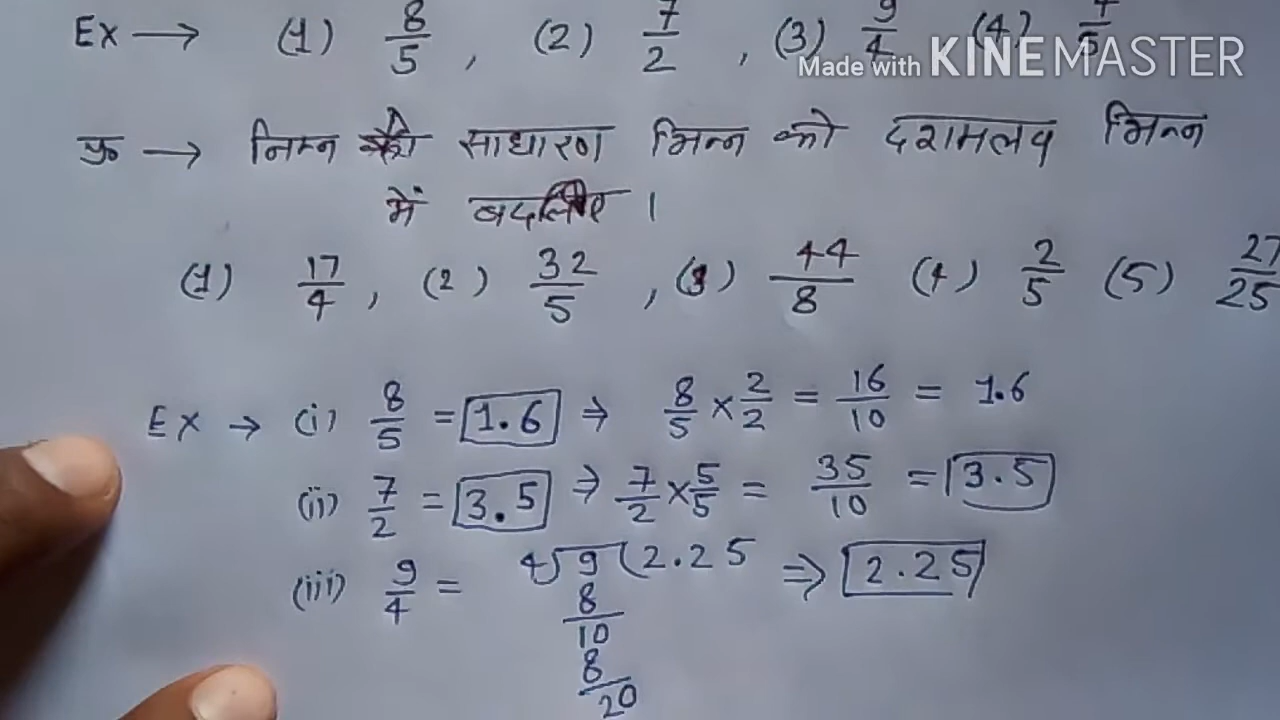 Ex → (1) 8/5 , (2) 7/2 , (3) 9/4 (4) /5
Made with KINEMASTER
प्र० → निम्न साधारण भिन्न को दशमलव भिन्न
में बदलिए ।
(1) 17/4 , (2) 32/5 , (3) 44/8 (4) 2/5 (5) 27/25
Ex → (i) 8/5 = 1.6 ⇒ 8/5 × 2/2 = 16/10 = 1.6
(ii) 7/2 = 3.5 ⇒ 7/2 × 5/5 = 35/10 = 3.5
(iii) 9/4 = 4)9(2.25 ⇒ 2.25
8
10
8
20